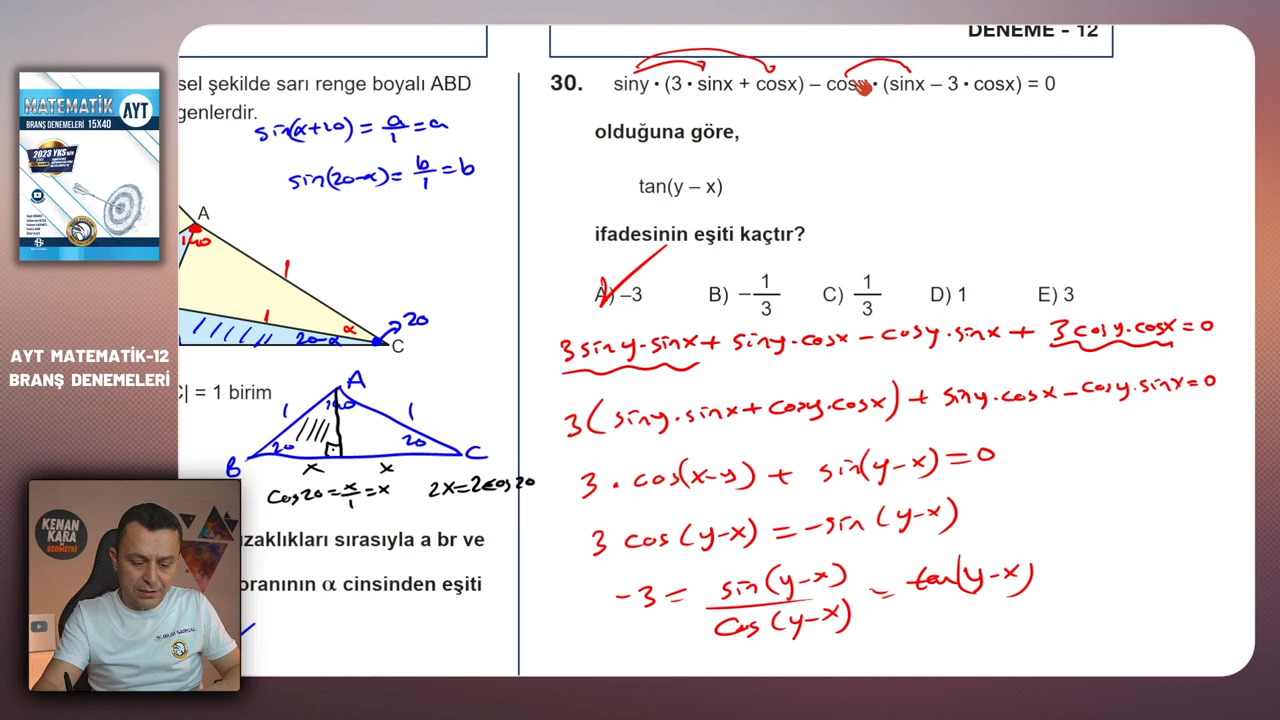 DENEME - 12
MATEMATİK AYT
BRANŞ DENEMELERİ 15X40
2023 YKS'NİN
AYT MATEMATİK-12
BRANŞ DENEMELERİ
KENAN
KARA
GEOMETRİ
sel şekilde sarı renge boyalı ABD
genlerdir.
sin(x+20) = a/1 = a
sin(20-x) = b/1 = b
A
140
1
1
α
20-α
20
C
C| = 1 birim
A
1
140
1
20
20
B
x
x
C
cos20 = x/1 = x
2x = 2cos20
uzaklıkları sırasıyla a br ve
oranının α cinsinden eşiti
30. siny • (3 • sinx + cosx) – cosy • (sinx – 3 • cosx) = 0
olduğuna göre,
tan(y – x)
ifadesinin eşiti kaçtır?
A) –3 B) –1/3 C) 1/3 D) 1 E) 3
3siny.sinx + siny.cosx - cosy.sinx + 3cosy.cosx = 0
3(siny.sinx + cosy.cosx) + siny.cosx - cosy.sinx = 0
3 . cos(x-y) + sin(y-x) = 0
3 cos(y-x) = -sin(y-x)
-3 = sin(y-x)/cos(y-x) = tan(y-x)